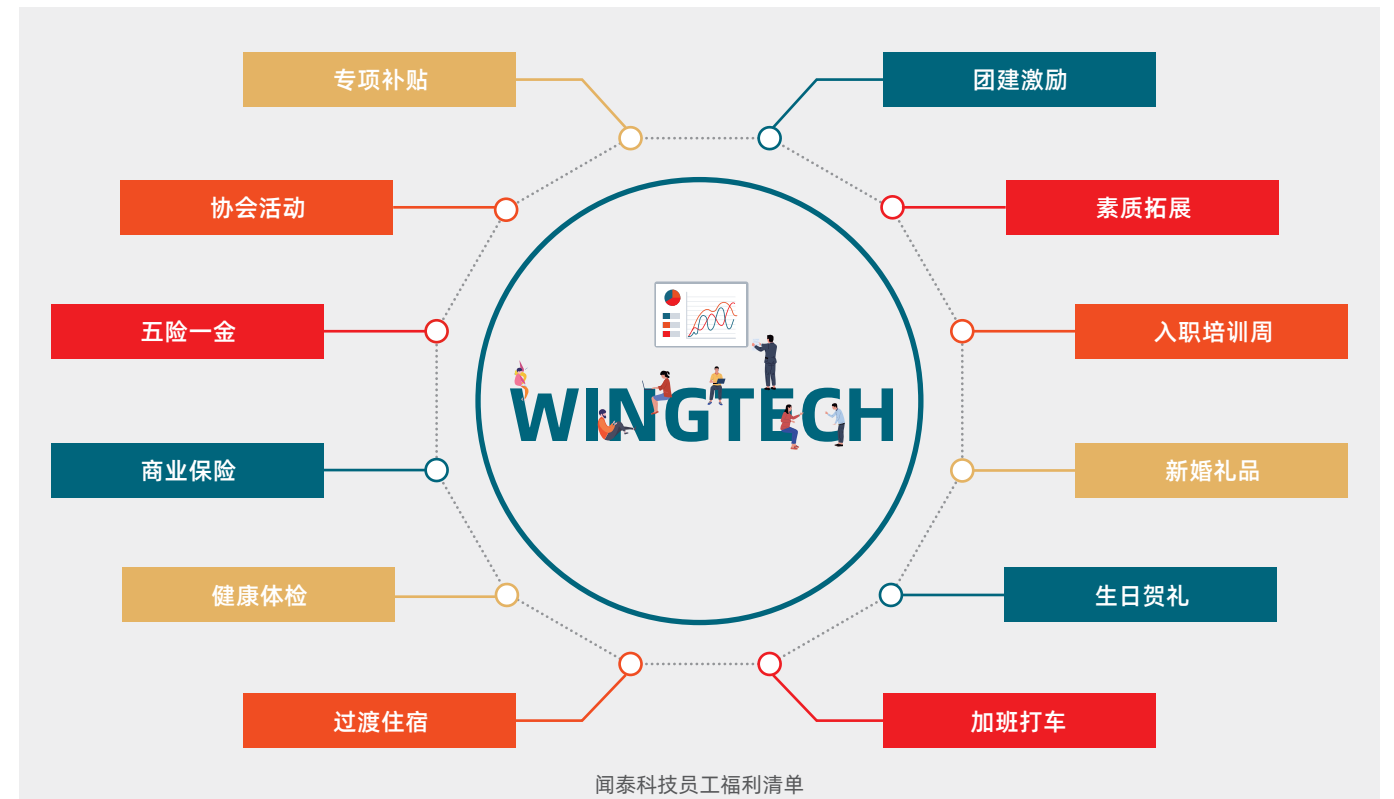 专项补贴
团建激励
协会活动
素质拓展
五险一金
入职培训周
WINGTECH
商业保险
新婚礼品
健康体检
生日贺礼
过渡住宿
加班打车
闻泰科技员工福利清单